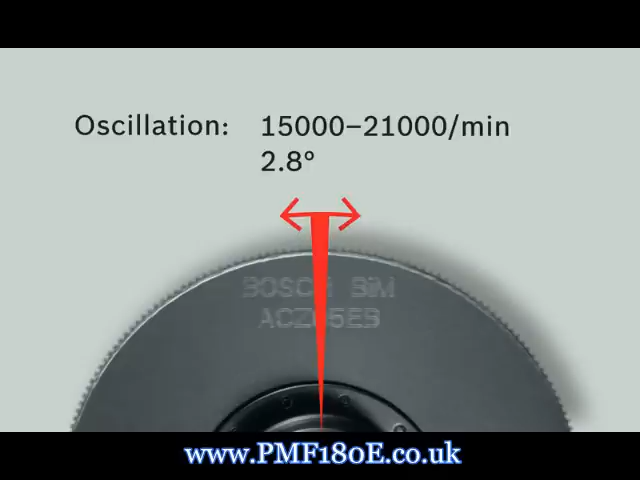 Oscillation: 15000–21000/min
2.8°
BOSCH BiM
ACZ85EB
www.PMF180E.co.uk